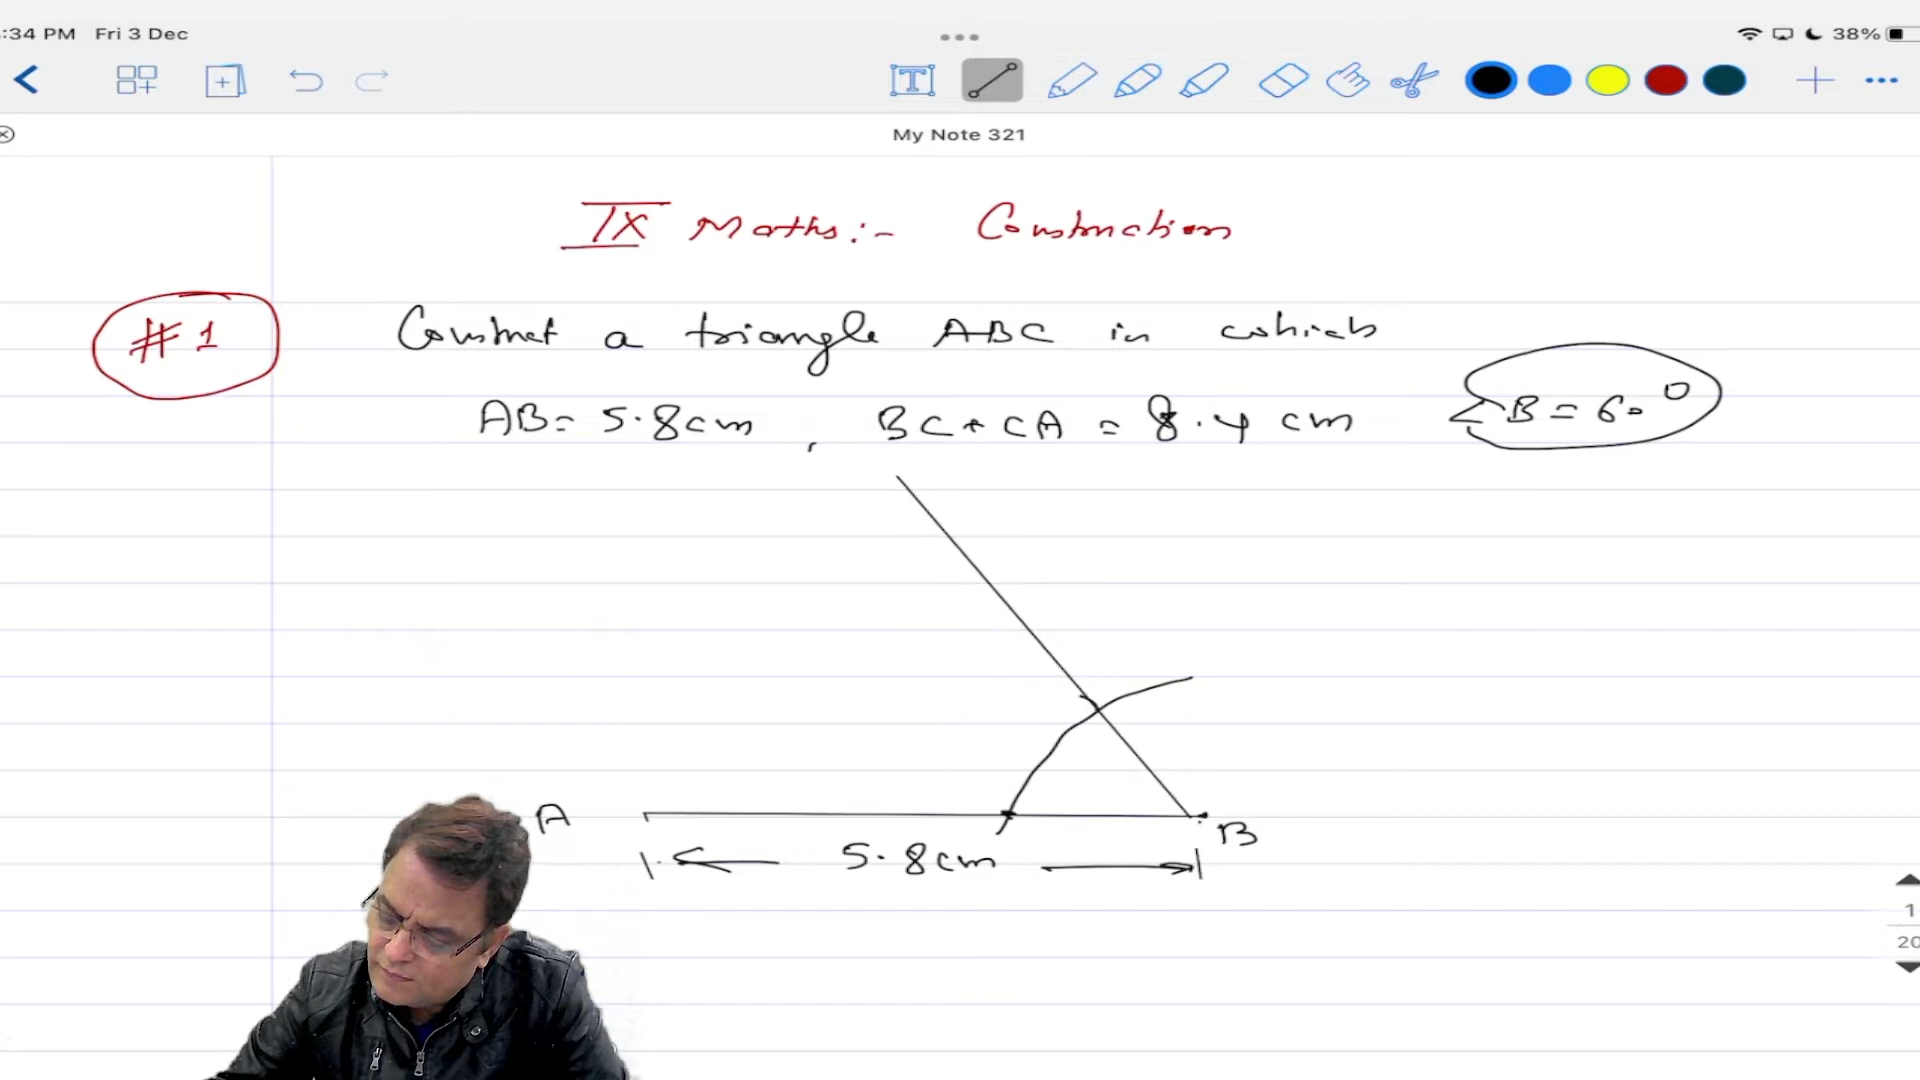 :34 PM Fri 3 Dec
38%
T
My Note 321
IX Maths:- Construction
#1 Construct a triangle ABC in which
AB= 5.8cm, BC+CA = 8.4 cm ∠B=60°
A
B
5.8cm
1
20